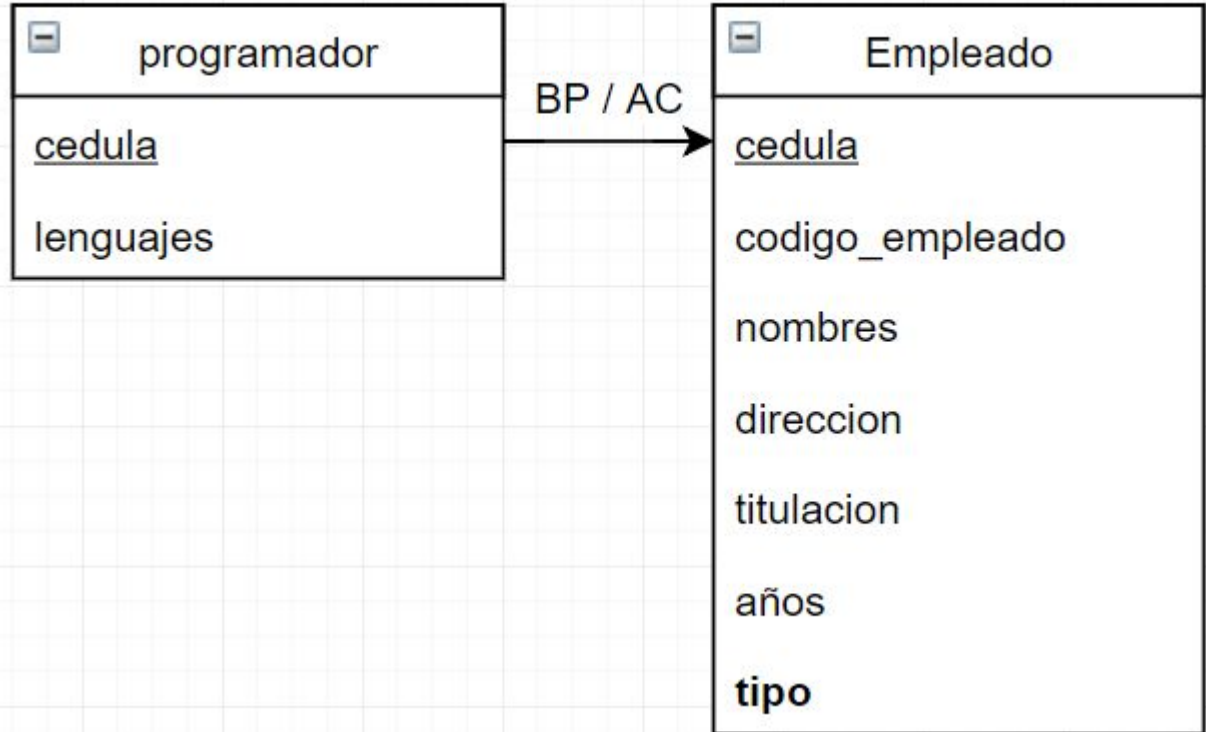 programador
cedula
lenguajes
BP / AC
Empleado
cedula
codigo_empleado
nombres
direccion
titulacion
años
tipo